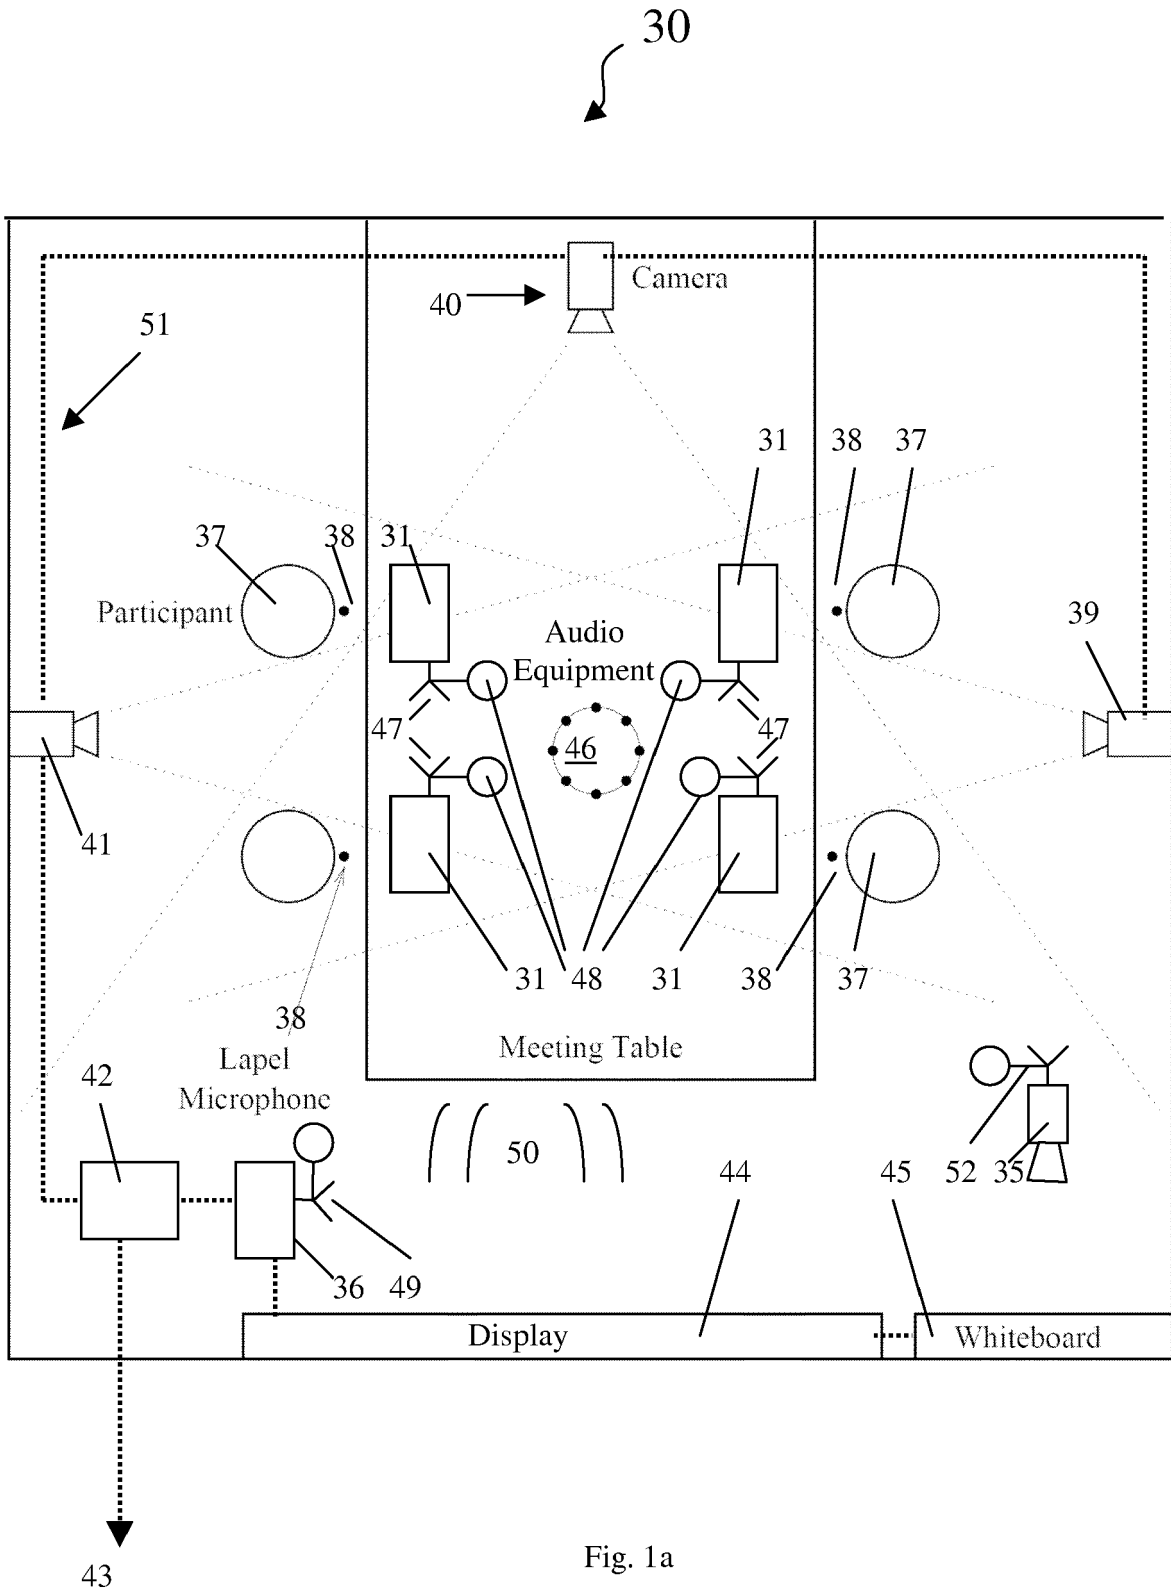 30
Camera
40
51
31 38 37
37 38 31
Participant
39
Audio
Equipment
47 46 47
41
31 48 31 38 37
38
Meeting Table
Lapel
Microphone
42
50
44 45 52 35
36 49
Display Whiteboard
43
Fig. 1a